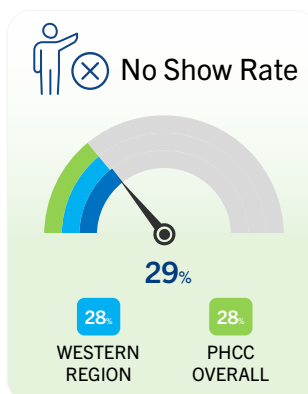 No Show Rate
29%
28%
28%
WESTERN
REGION
PHCC
OVERALL